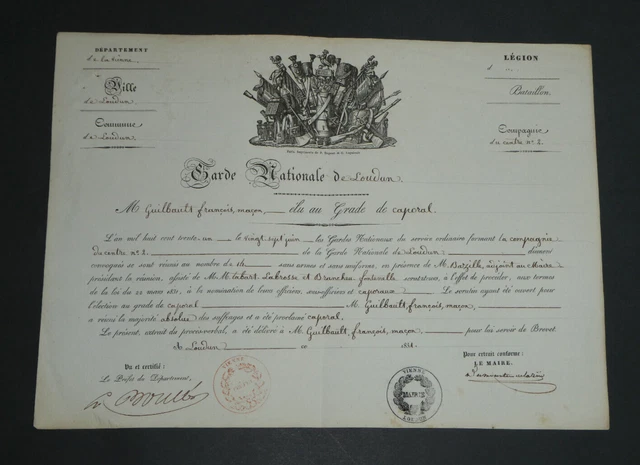 DÉPARTEMENT
de la Vienne
Ville
de Loudun
Commune
de Loudun
LÉGION
d
Bataillon.
Compagnie
du centre n° 2.
Garde Nationale de Loudun.
M Guilbault, françois, maçon, élu au Grade de caporal.
L'an mil huit cent trente-un le vingt sept juin, les Gardes Nationaux du service ordinaire formant la compagnie
du centre n° 2 de la Garde Nationale de Loudun, dûment
convoqués se sont réunis au nombre de 14 sans armes et sans uniforme, en présence de M. Barzille, adjoint au Maire
présidant la réunion, assisté de M.M. Labrosse et Brancheu scrutateurs, à l'effet de procéder, aux termes
de la loi du 22 mars 1831, à la nomination de leurs officiers, sous-officiers et caporaux. Le scrutin ayant été ouvert pour
l'élection au grade de caporal M. Guilbault, françois, maçon,
a réuni la majorité absolue des suffrages et a été proclamé caporal.
Le présent, extrait du procès-verbal, a été délivré à M. Guilbault, françois, maçon pour lui servir de Brevet.
A Loudun ce 1831.
Vu et certifié:
Le Préfet du Département,
Pour extrait conforme:
LE MAIRE.
VIENNE
VIENNE
MAIRIE
LOUDUN